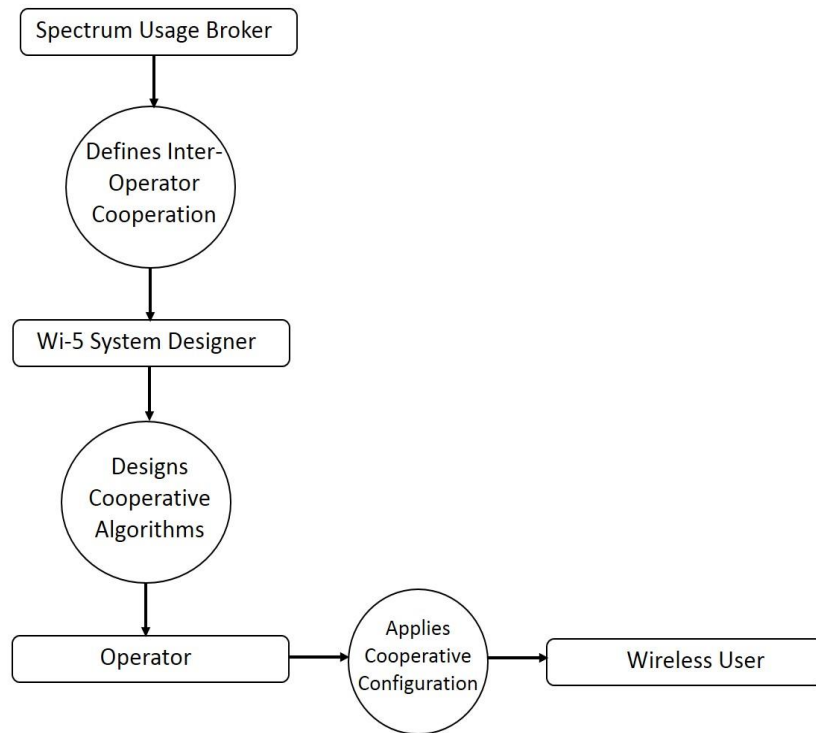 Spectrum Usage Broker
Defines Inter-
Operator
Cooperation
Wi-5 System Designer
Designs
Cooperative
Algorithms
Operator
Applies
Cooperative
Configuration
Wireless User